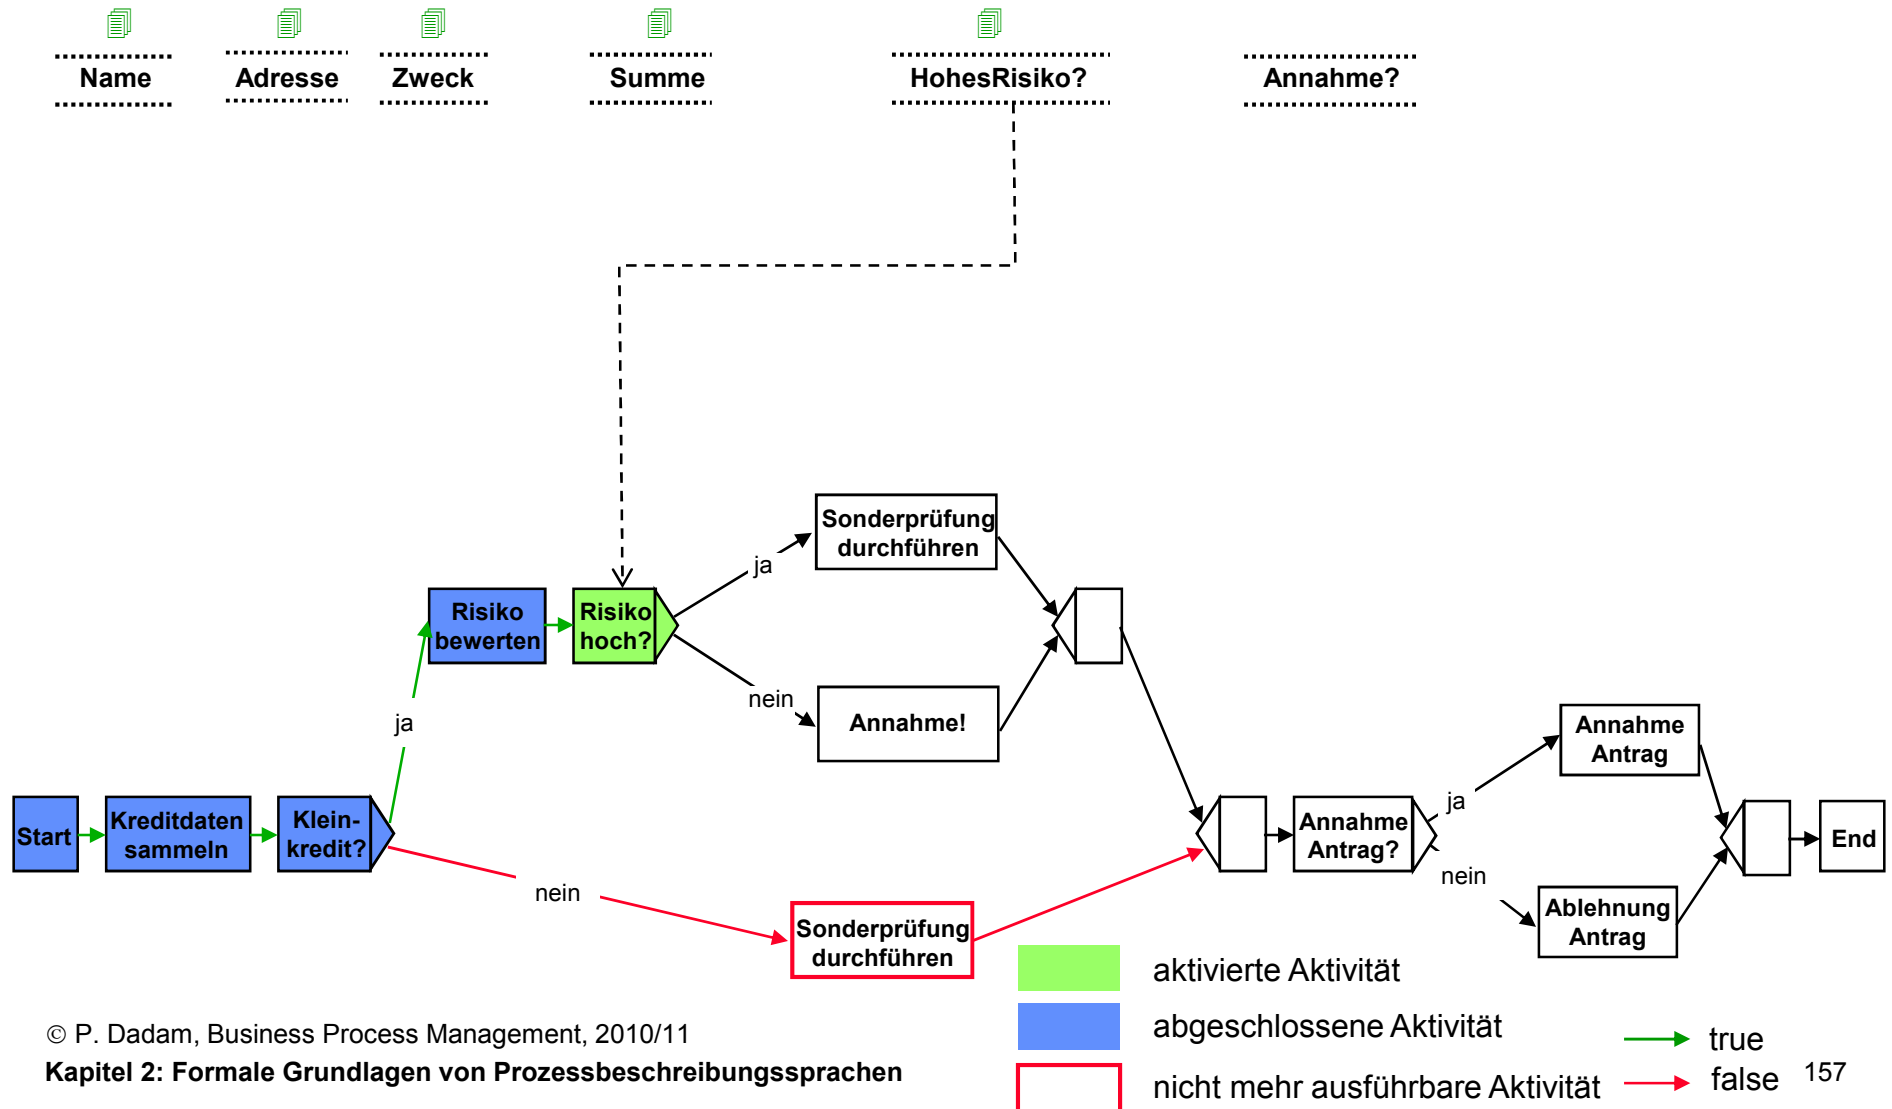 Name Adresse Zweck Summe HohesRisiko? Annahme?
Sonderprüfung
durchführen
ja
Risiko
bewerten
Risiko
hoch?
nein
Annahme!
ja
Annahme
Antrag
Start
Kreditdaten
sammeln
Klein-
kredit?
Annahme
Antrag?
ja
End
nein
nein
Sonderprüfung
durchführen
Ablehnung
Antrag
aktivierte Aktivität
abgeschlossene Aktivität
nicht mehr ausführbare Aktivität
true
false
© P. Dadam, Business Process Management, 2010/11
Kapitel 2: Formale Grundlagen von Prozessbeschreibungssprachen
157